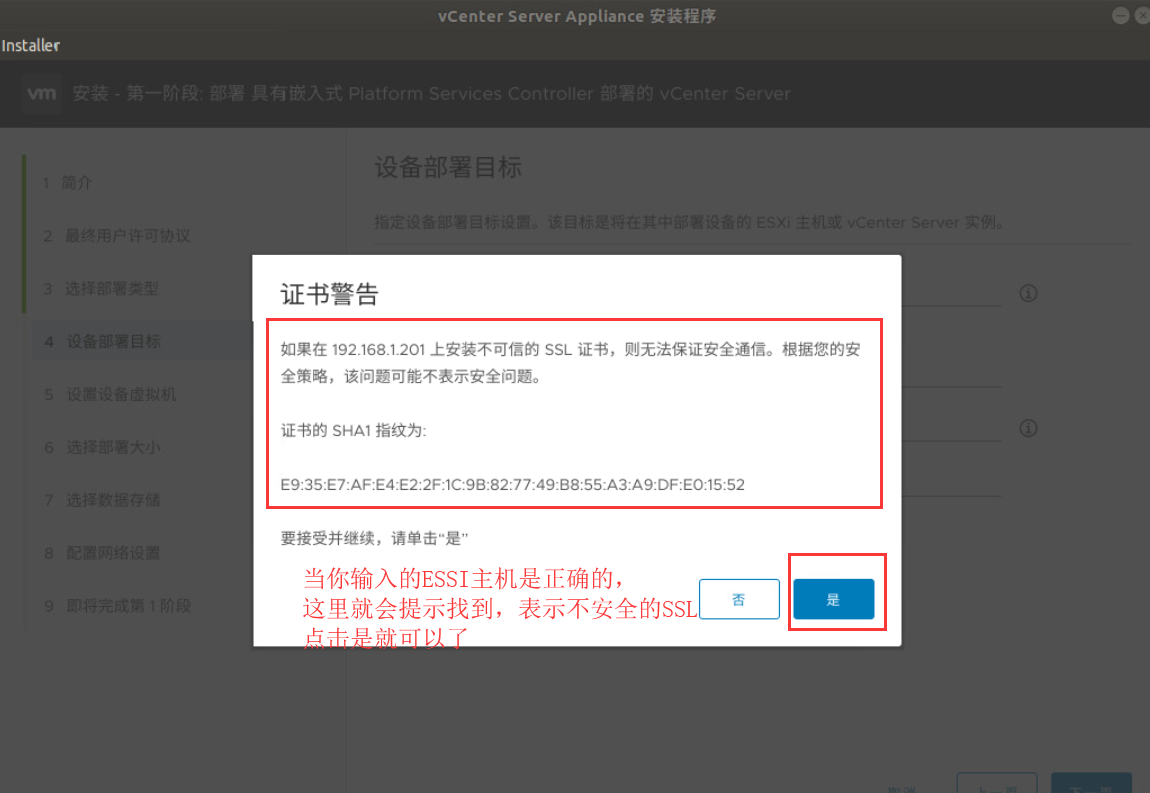 vCenter Server Appliance 安装程序
Installer
vm 安装 - 第一阶段: 部署 具有嵌入式 Platform Services Controller 部署的 vCenter Server
1 简介
2 最终用户许可协议
3 选择部署类型
4 设备部署目标
5 设置设备虚拟机
6 选择部署大小
7 选择数据存储
8 配置网络设置
9 即将完成第 1 阶段
设备部署目标
指定设备部署目标设置。该目标是将在其中部署设备的 ESXi 主机或 vCenter Server 实例。
证书警告
如果在 192.168.1.201 上安装不可信的 SSL 证书，则无法保证安全通信。根据您的安
全策略，该问题可能不表示安全问题。
证书的 SHA1 指纹为:
E9:35:E7:AF:E4:E2:2F:1C:9B:82:77:49:B8:55:A3:A9:DF:E0:15:52
要接受并继续，请单击“是”
当你输入的ESSI主机是正确的，
这里就会提示找到，表示不安全的SSL
点击是就可以了
否
是